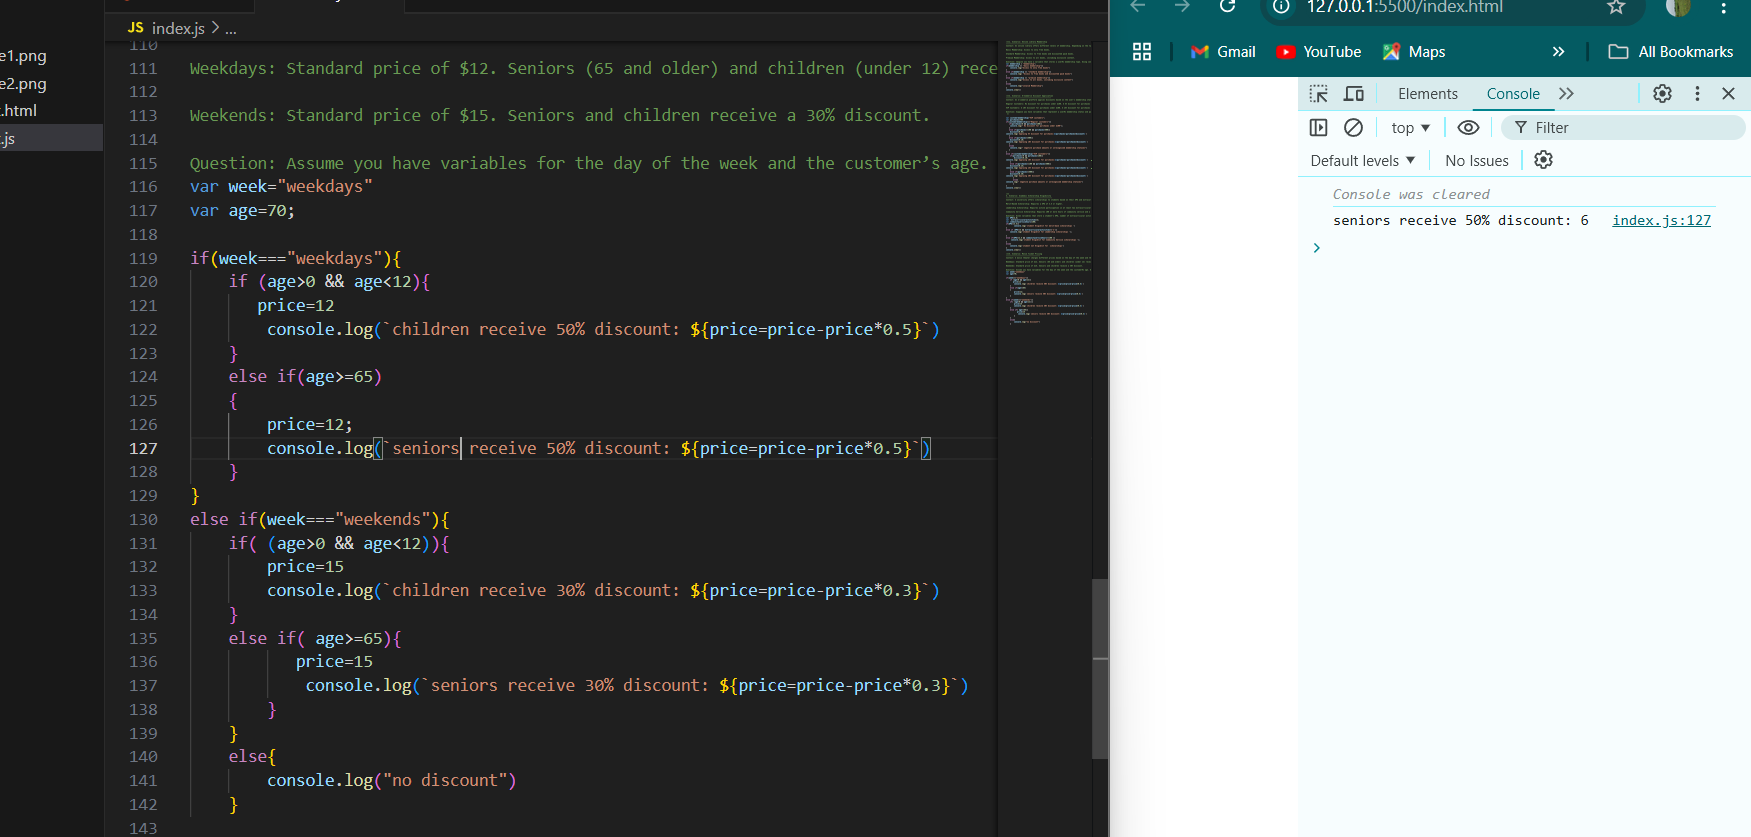 e1.png
e2.png
.html
.js
JS index.js > ...
110
111 Weekdays: Standard price of $12. Seniors (65 and older) and children (under 12) rece
112
113 Weekends: Standard price of $15. Seniors and children receive a 30% discount.
114
115 Question: Assume you have variables for the day of the week and the customer’s age.
116 var week="weekdays"
117 var age=70;
118
119 if(week==="weekdays"){
120 if (age>0 && age<12){
121 price=12
122 console.log(`children receive 50% discount: ${price=price-price*0.5}`)
123 }
124 else if(age>=65)
125 {
126 price=12;
127 console.log(`seniors receive 50% discount: ${price=price-price*0.5}`)
128 }
129 }
130 else if(week==="weekends"){
131 if( (age>0 && age<12)){
132 price=15
133 console.log(`children receive 30% discount: ${price=price-price*0.3}`)
134 }
135 else if( age>=65){
136 price=15
137 console.log(`seniors receive 30% discount: ${price=price-price*0.3}`)
138 }
139 }
140 else{
141 console.log("no discount")
142 }
143
127.0.0.1:5500/index.html
Gmail YouTube Maps » All Bookmarks
Elements Console
top Filter
Default levels No Issues
Console was cleared
seniors receive 50% discount: 6 index.js:127
>